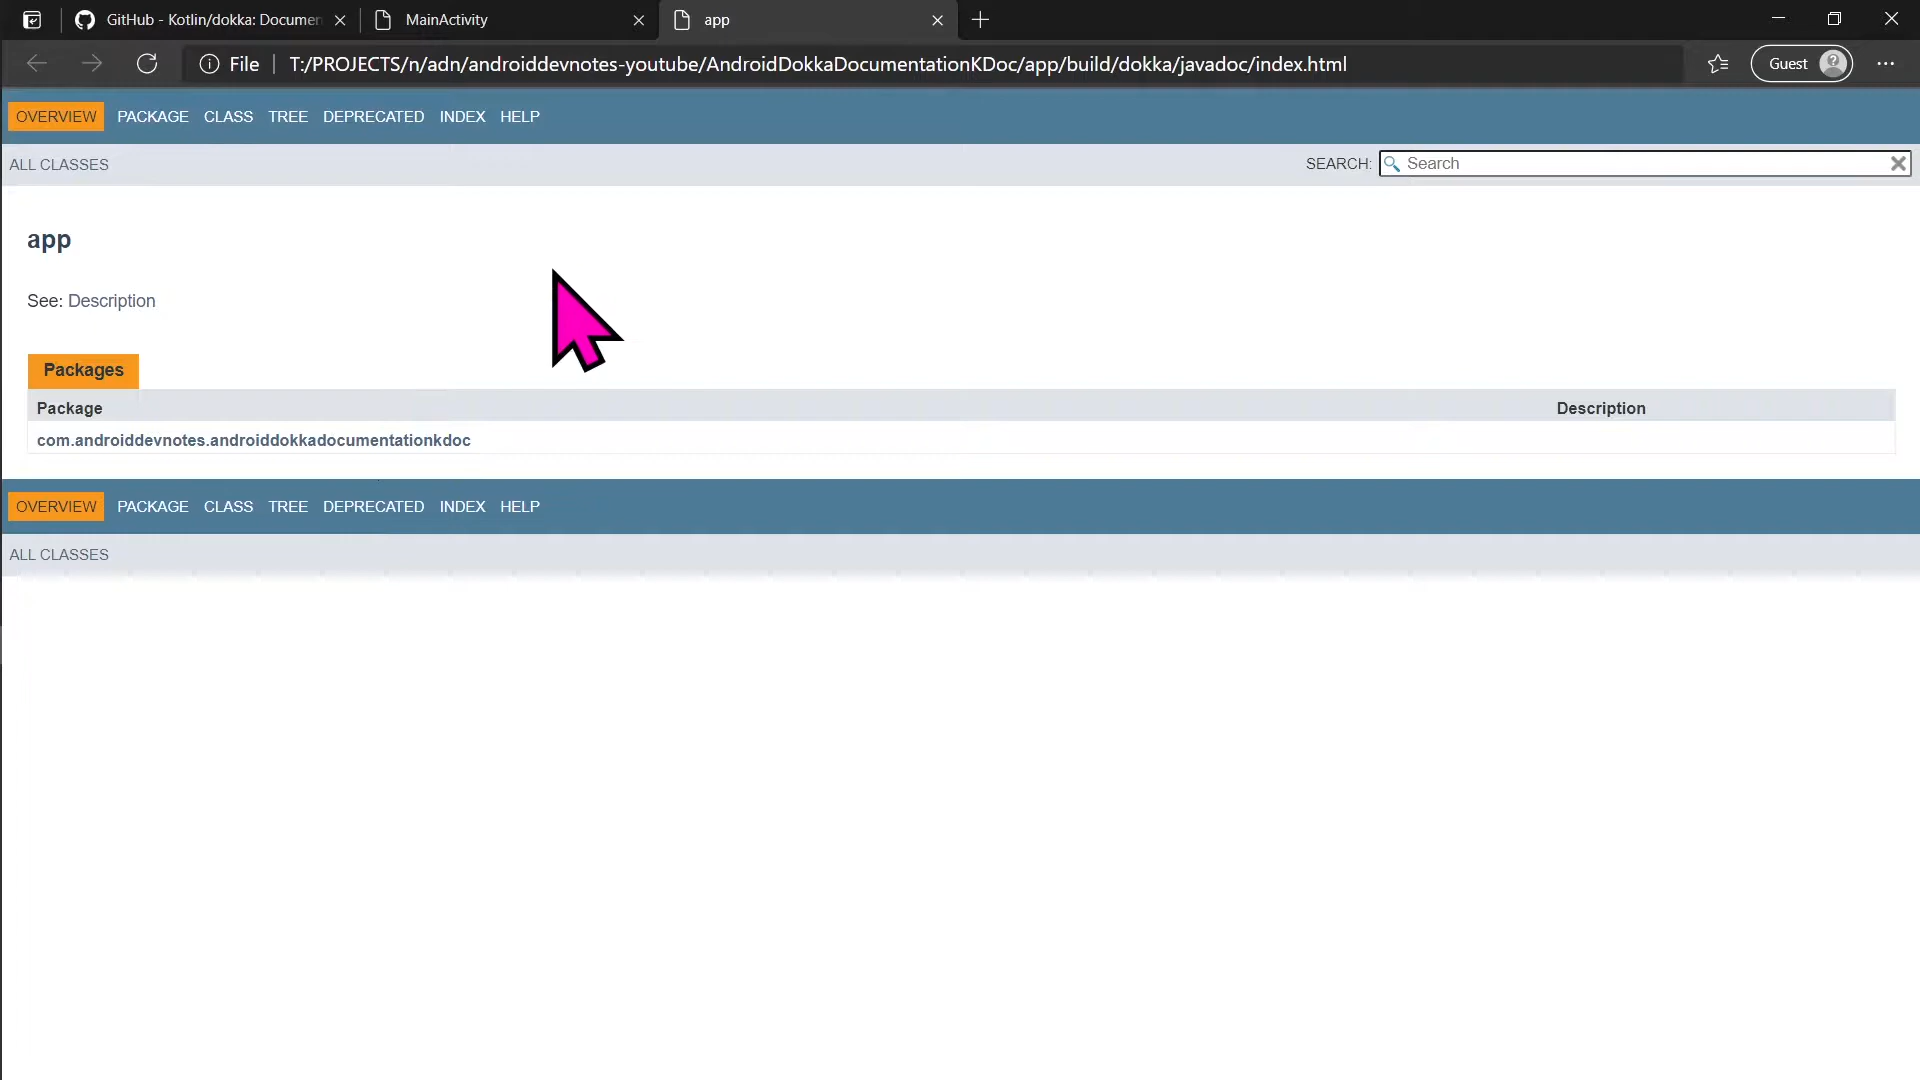 GitHub - Kotlin/dokka: Documen
MainActivity
app
File
T:/PROJECTS/n/adn/androiddevnotes-youtube/AndroidDokkaDocumentationKDoc/app/build/dokka/javadoc/index.html
Guest
OVERVIEW PACKAGE CLASS TREE DEPRECATED INDEX HELP
ALL CLASSES
SEARCH: Search
app
See: Description
Packages
Package Description
com.androiddevnotes.androiddokkadocumentationkdoc
OVERVIEW PACKAGE CLASS TREE DEPRECATED INDEX HELP
ALL CLASSES